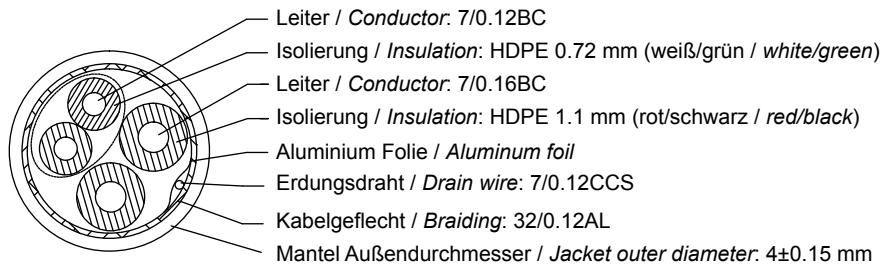 Leiter / Conductor: 7/0.12BC
Isolierung / Insulation: HDPE 0.72 mm (weiß/grün / white/green)
Leiter / Conductor: 7/0.16BC
Isolierung / Insulation: HDPE 1.1 mm (rot/schwarz / red/black)
Aluminium Folie / Aluminum foil
Erdungsdraht / Drain wire: 7/0.12CCS
Kabelgeflecht / Braiding: 32/0.12AL
Mantel Außendurchmesser / Jacket outer diameter: 4±0.15 mm